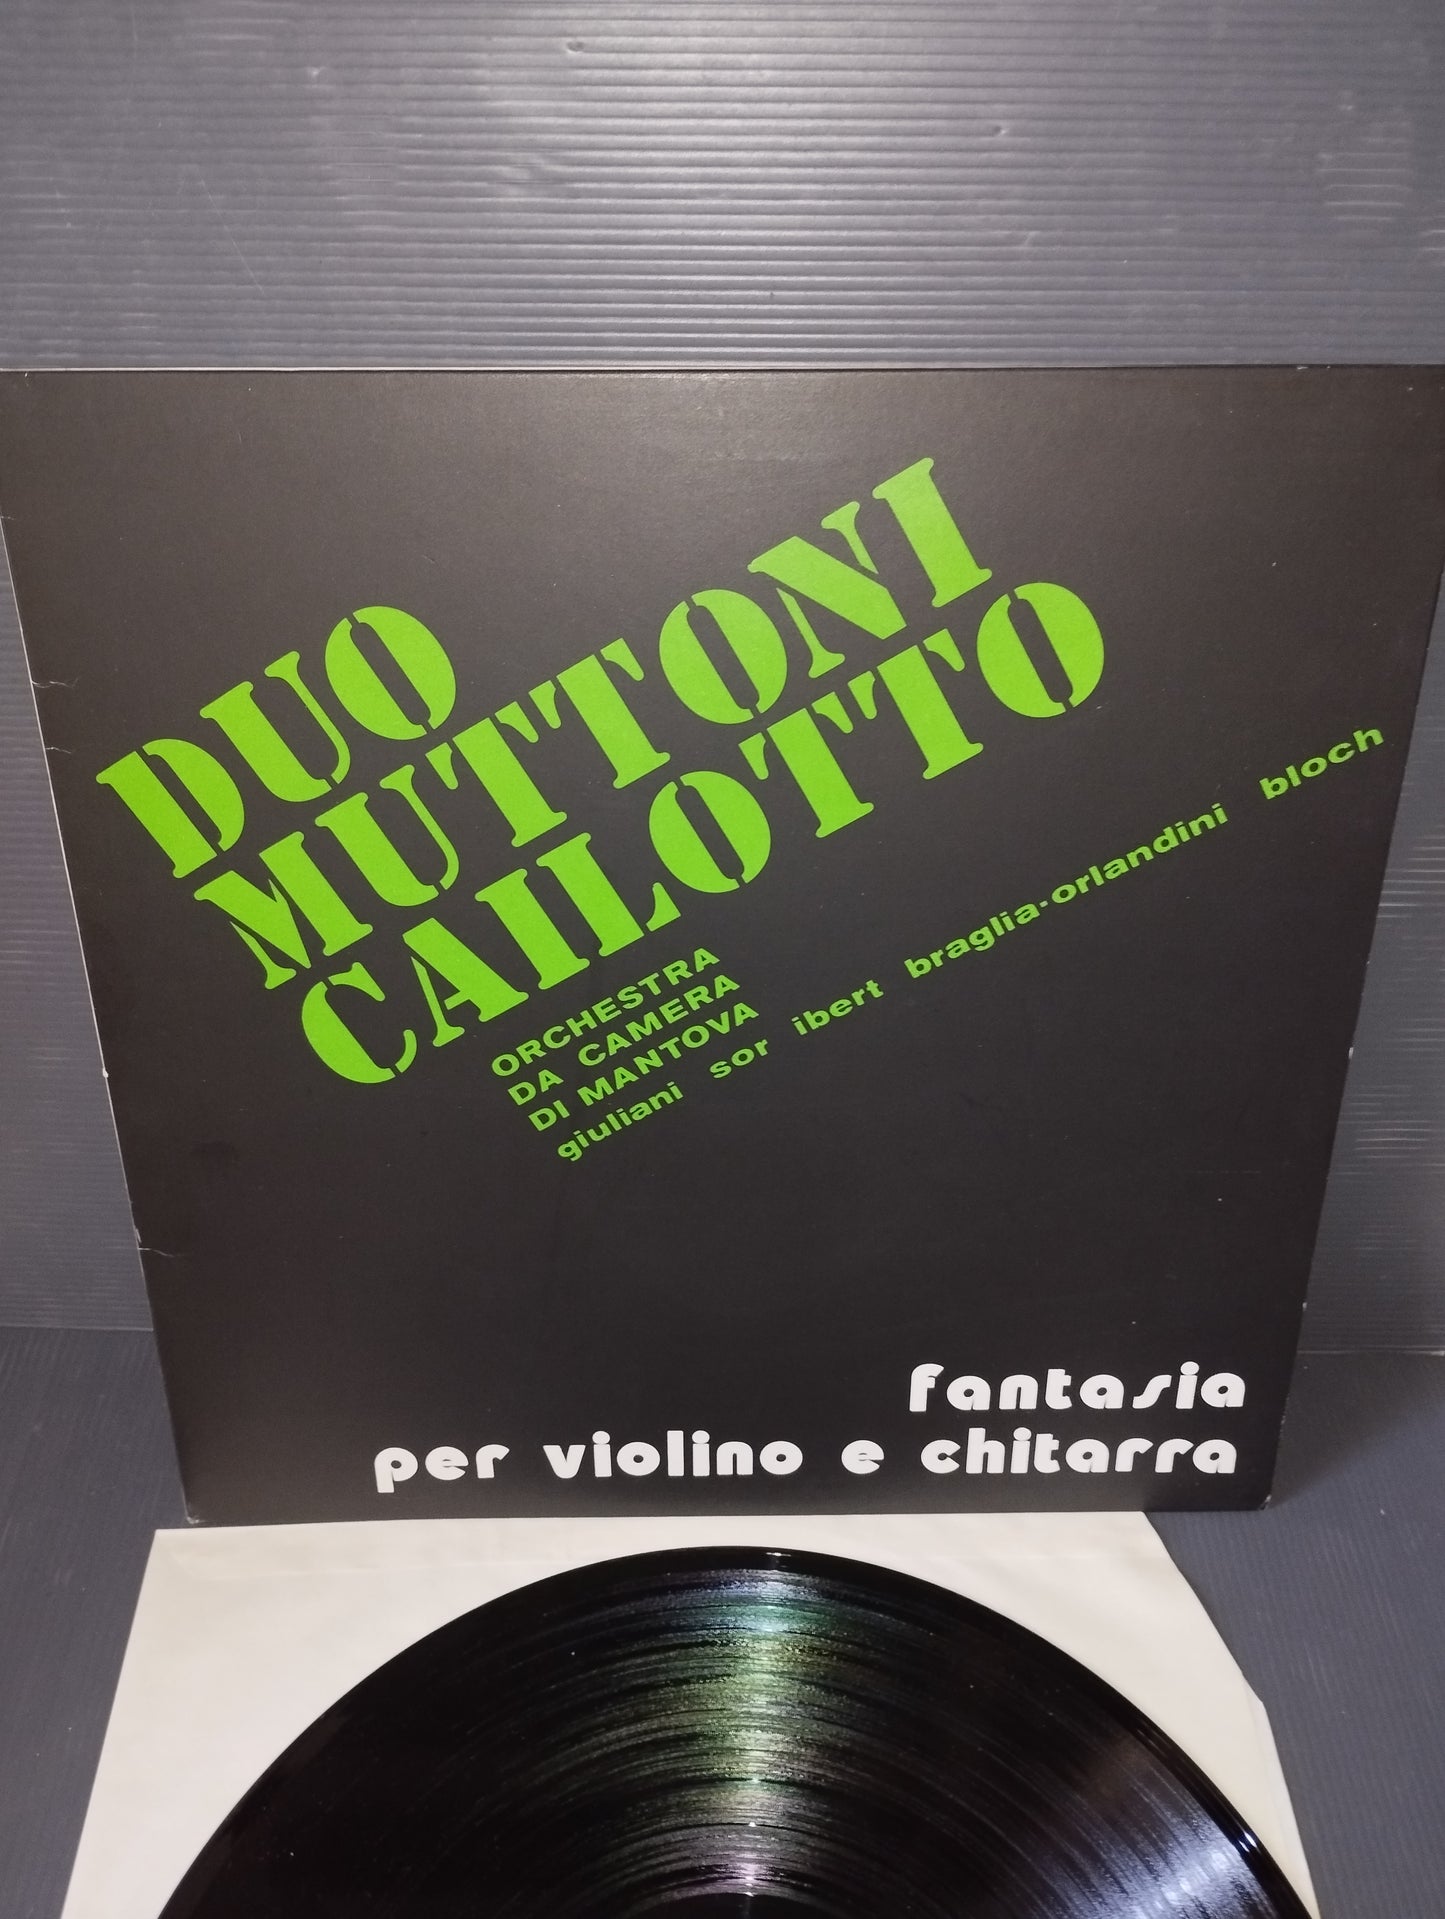 DUO
MUTTONI
CAILOTTO
ORCHESTRA
DA CAMERA
DI MANTOVA
giuliani sor ibert braglia-orlandini bloch
fantasia
per violino e chitarra